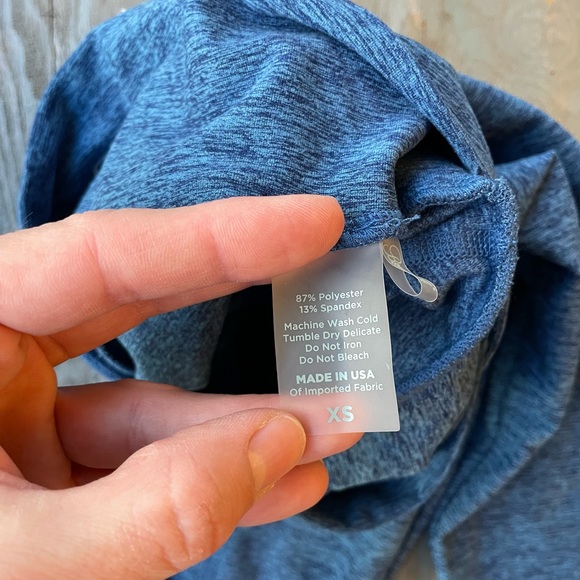 87% Polyester
13% Spandex
Machine Wash Cold
Tumble Dry Delicate
Do Not Iron
Do Not Bleach
MADE IN USA
Of Imported Fabric
XS